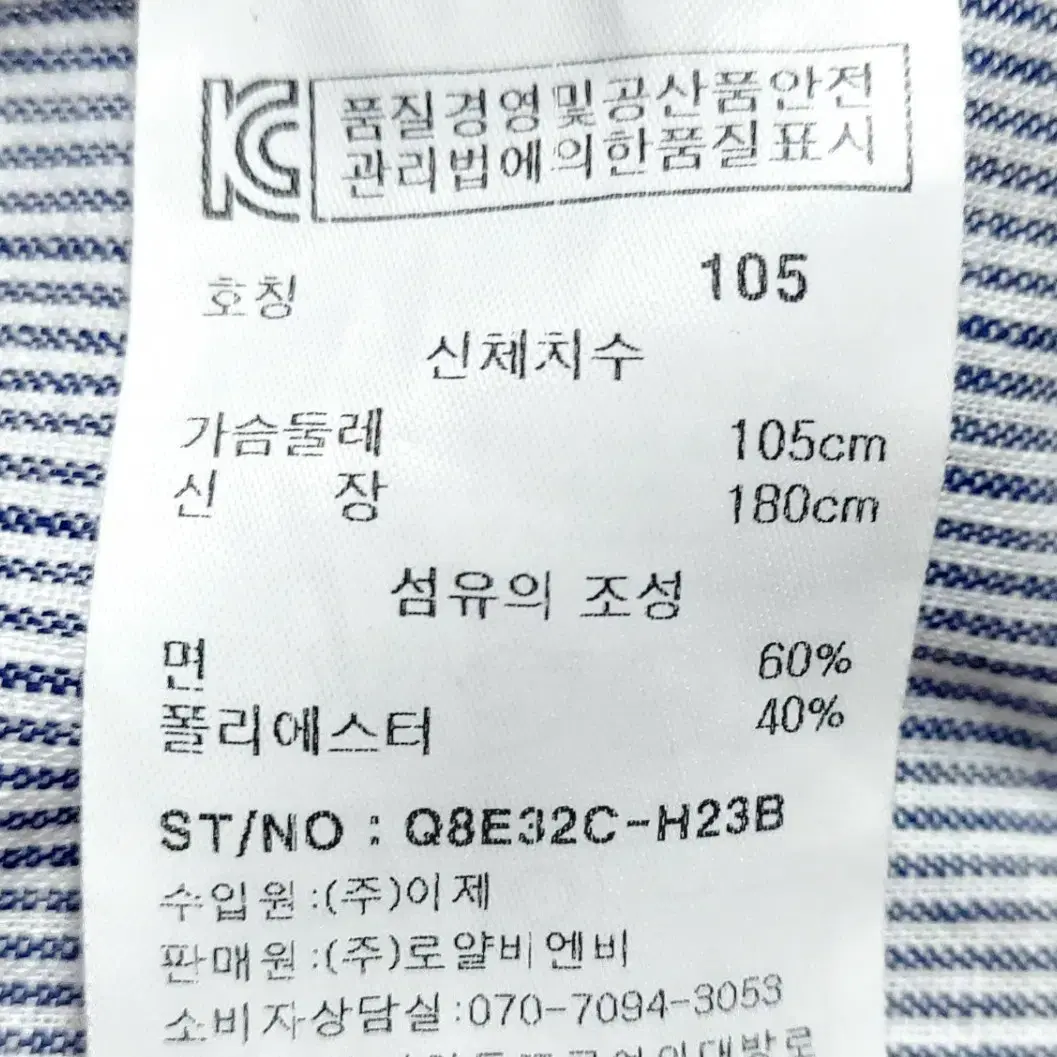 KC 품질경영및공산품안전
관리법에의한품질표시
호칭 105
신체치수
가슴둘레 105cm
신 장 180cm
섬유의 조성
면 60%
폴리에스터 40%
ST/NO : Q8E32C-H23B
수입원:(주)이제
판매원:(주)로얄비엔비
소비자상담실:070-7094-3053